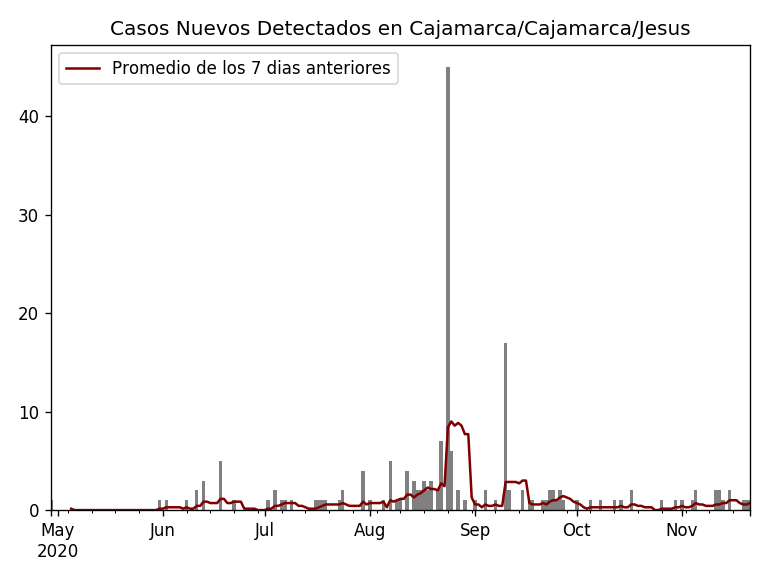 Casos Nuevos Detectados en Cajamarca/Cajamarca/Jesus
Promedio de los 7 dias anteriores
40
30
20
10
0
May Jun Jul Aug Sep Oct Nov
2020